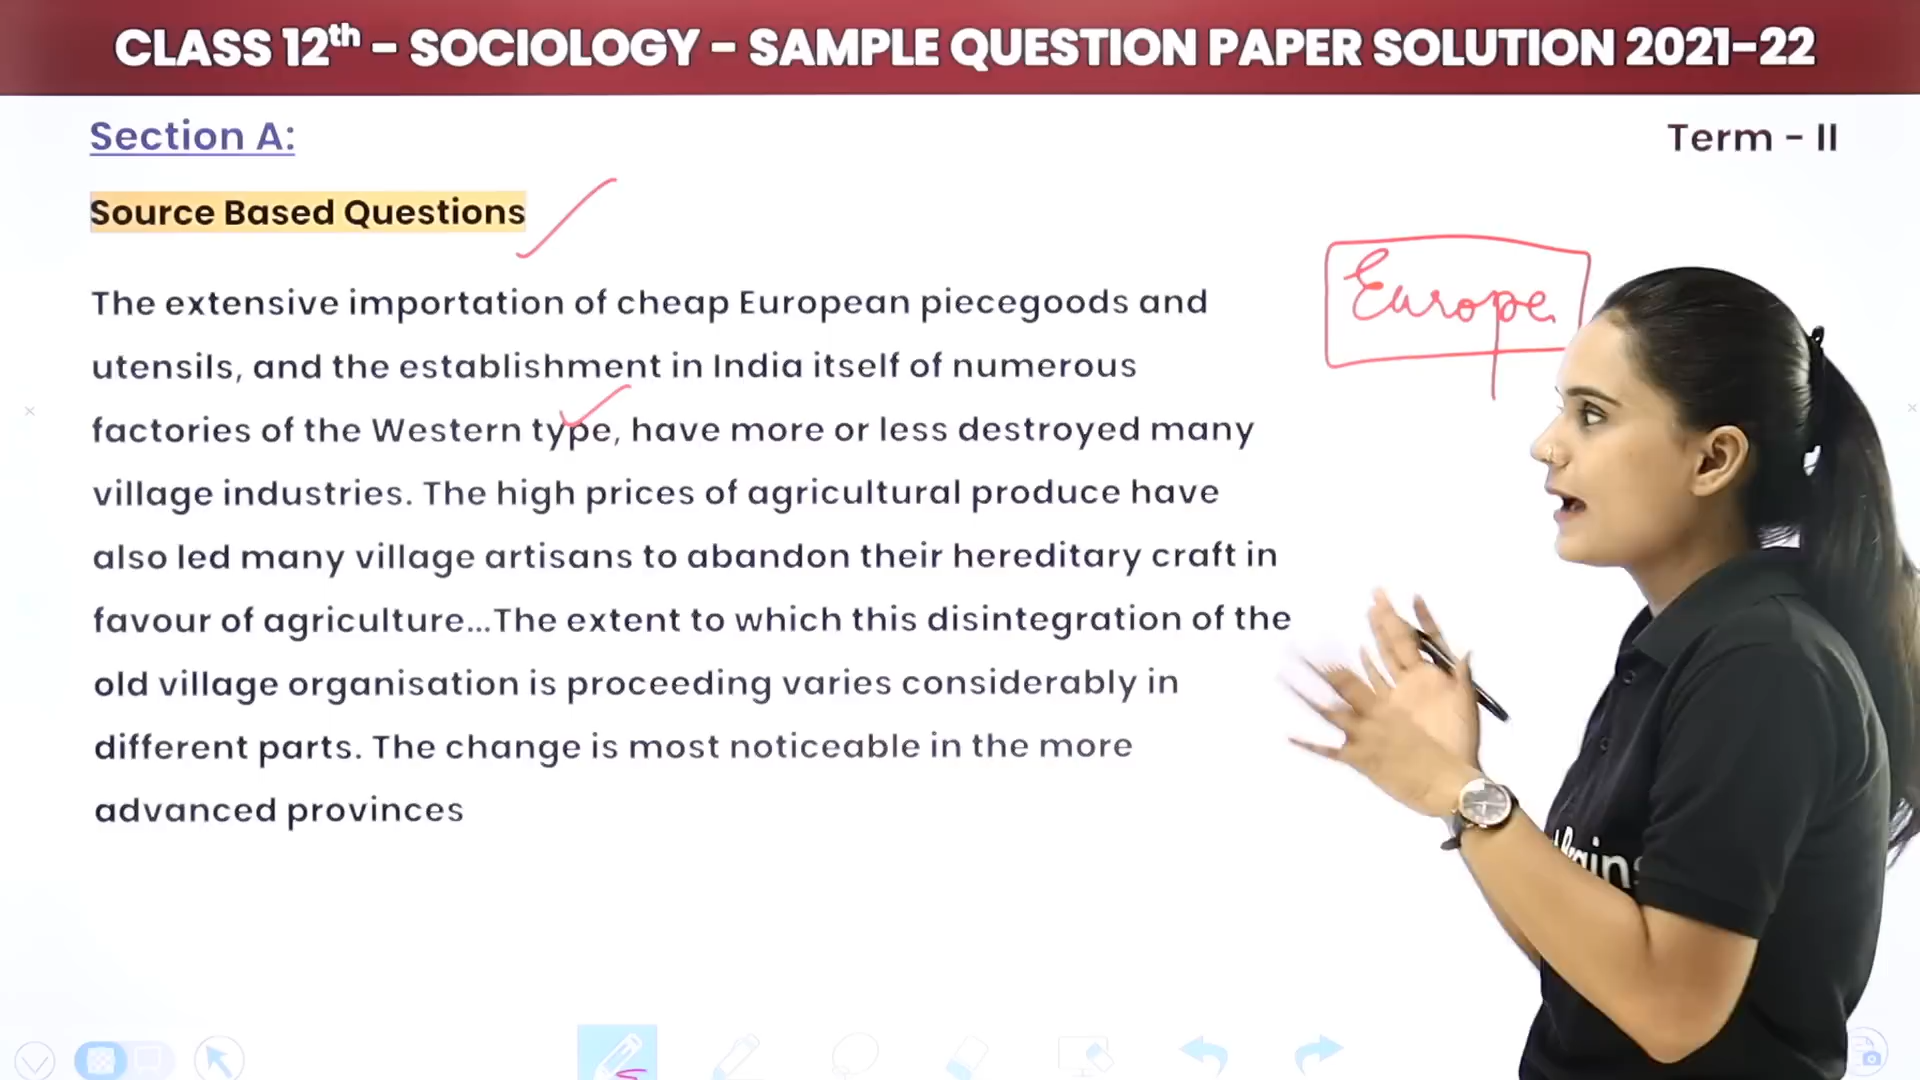 CLASS 12th - SOCIOLOGY - SAMPLE QUESTION PAPER SOLUTION 2021-22
Section A:
Term - II
Source Based Questions
Europe
The extensive importation of cheap European piecegoods and
utensils, and the establishment in India itself of numerous
factories of the Western type, have more or less destroyed many
village industries. The high prices of agricultural produce have
also led many village artisans to abandon their hereditary craft in
favour of agriculture...The extent to which this disintegration of the
old village organisation is proceeding varies considerably in
different parts. The change is most noticeable in the more
advanced provinces